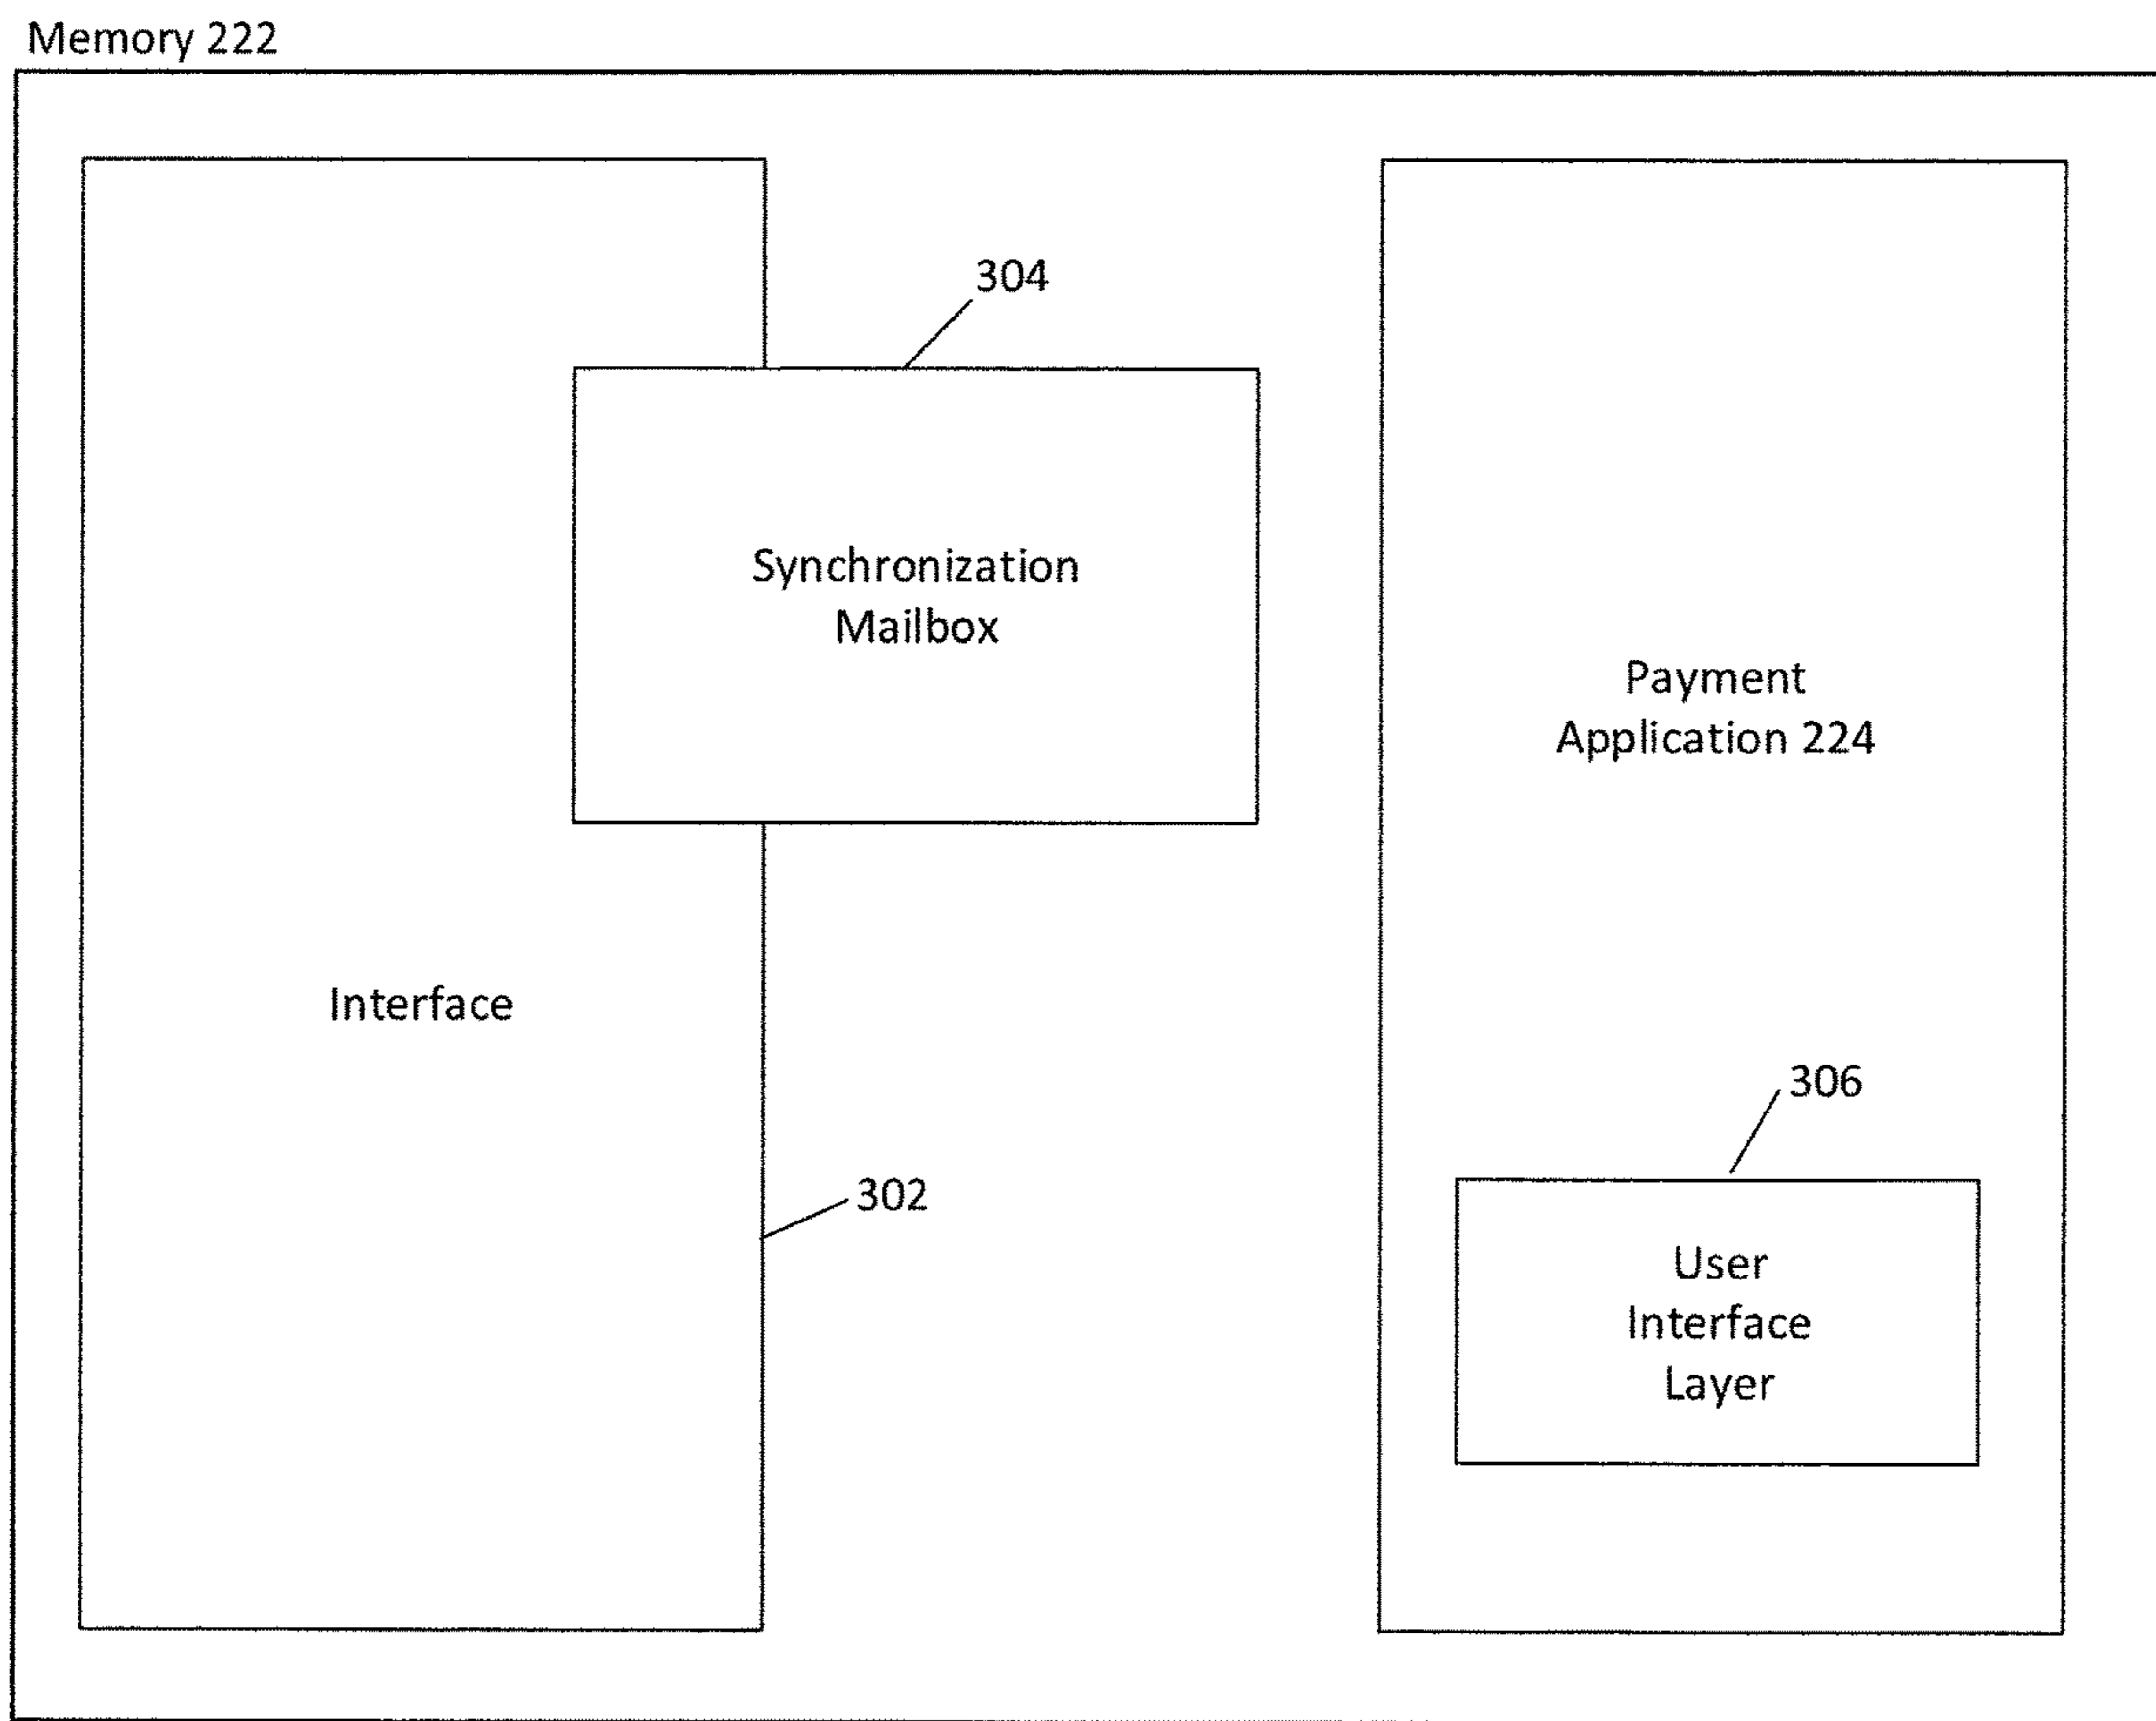 Memory 222
304
Synchronization
Mailbox
Payment
Application 224
Interface
306
302
User
Interface
Layer